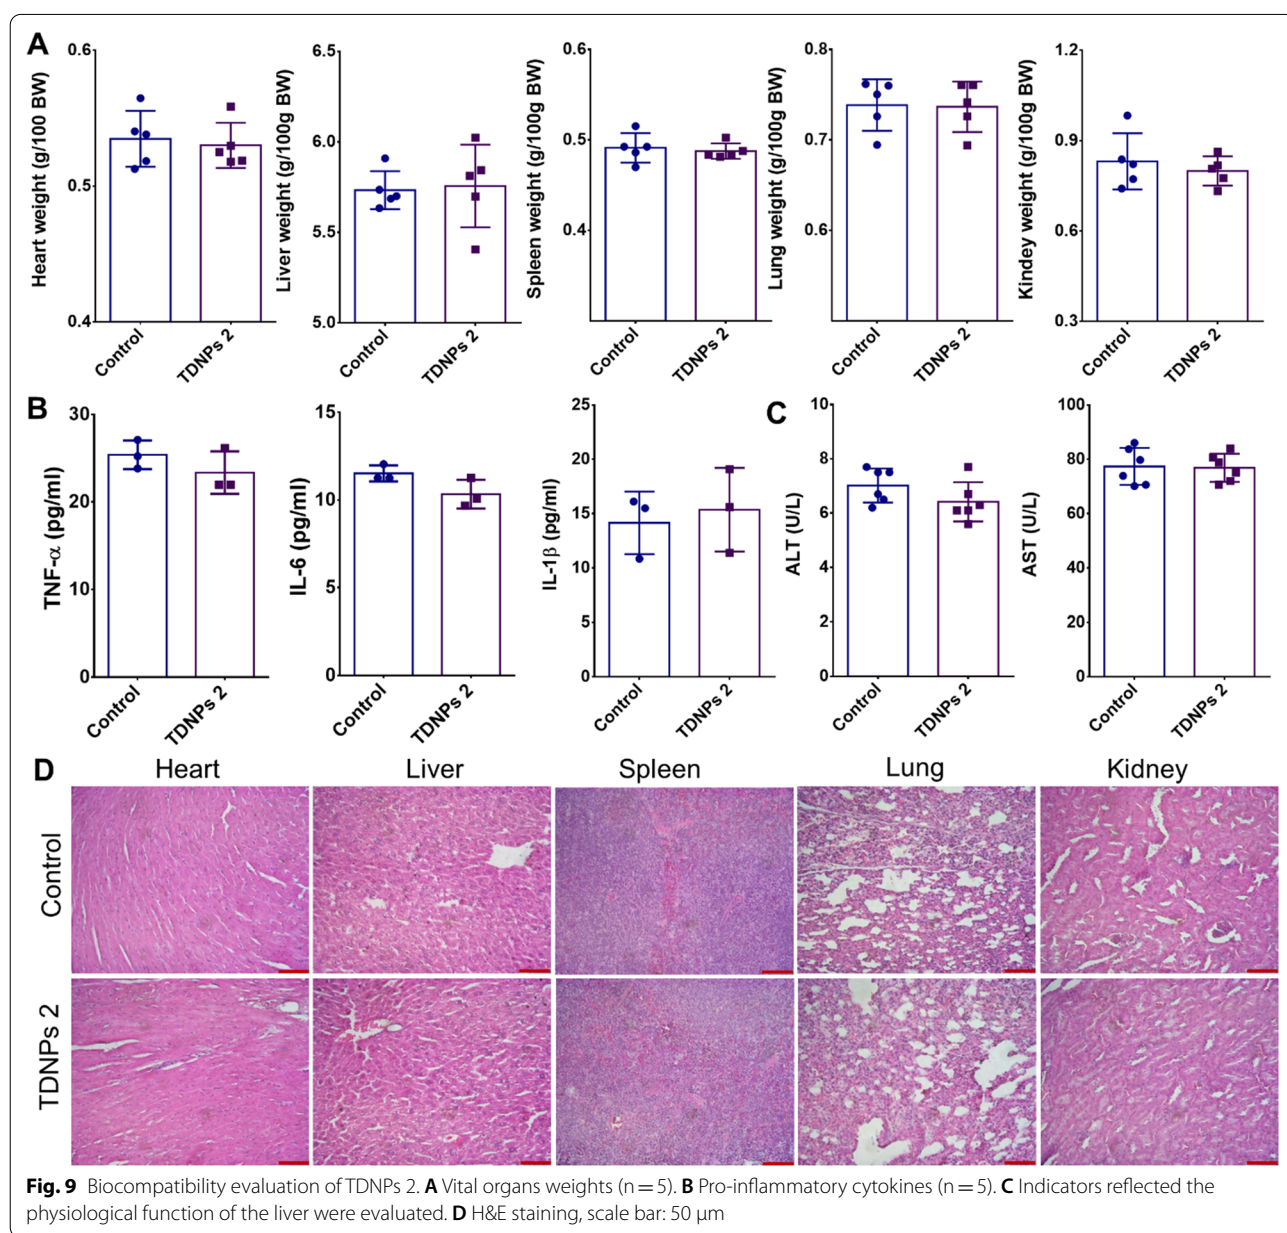 A
Heart weight (g/100 BW)
0.6
0.5
0.4
Control
TDNPs 2
Liver weight (g/100g BW)
6.5
6.0
5.5
5.0
Control
TDNPs 2
Spleen weight (g/100g BW)
0.6
0.5
0.4
Control
TDNPs 2
Lung weight (g/100g BW)
0.8
0.7
0.6
Control
TDNPs 2
Kindey weight (g/100g BW)
1.2
0.9
0.6
0.3
Control
TDNPs 2
B
TNF-α (pg/ml)
30
20
10
0
Control
TDNPs 2
IL-6 (pg/ml)
15
10
5
0
Control
TDNPs 2
IL-1β (pg/ml)
25
20
15
10
5
0
Control
TDNPs 2
C
ALT (U/L)
10
8
6
4
2
0
Control
TDNPs 2
AST (U/L)
100
80
60
40
20
0
Control
TDNPs 2
D
Heart
Liver
Spleen
Lung
Kidney
Control
TDNPs 2
Fig. 9 Biocompatibility evaluation of TDNPs 2. A Vital organs weights (n = 5). B Pro-inflammatory cytokines (n = 5). C Indicators reflected the
physiological function of the liver were evaluated. D H&E staining, scale bar: 50 μm